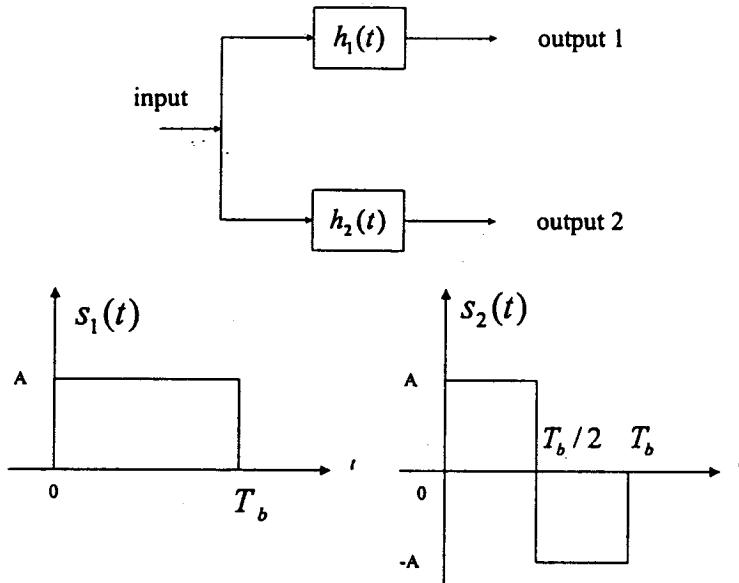 h₁(t)
output 1
input
h₂(t)
output 2
s₁(t)
A
0
T_b
t
s₂(t)
A
T_b/2
T_b
0
-A